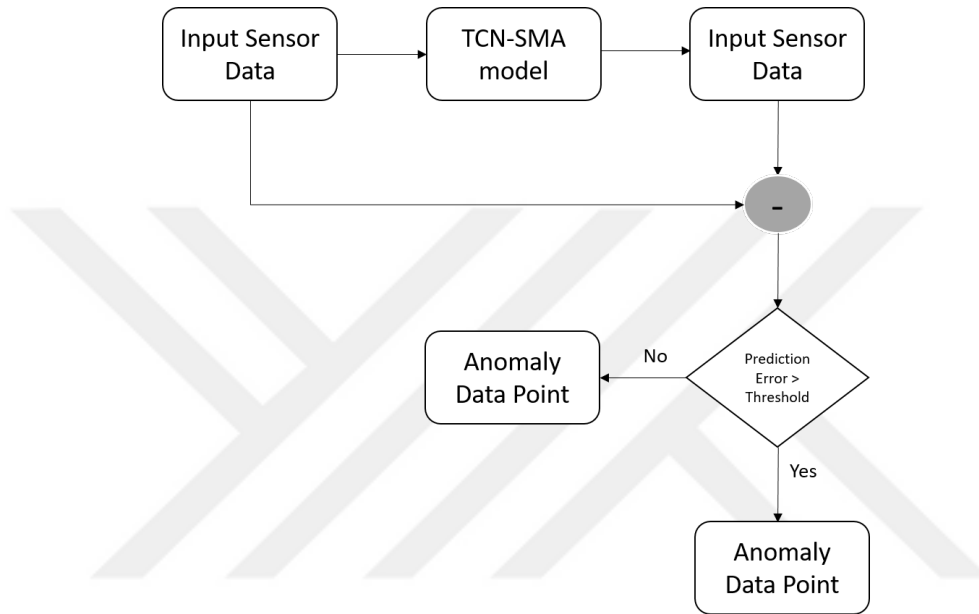 Input Sensor
Data
TCN-SMA
model
Input Sensor
Data
-
Prediction
Error >
Threshold
No
Anomaly
Data Point
Yes
Anomaly
Data Point